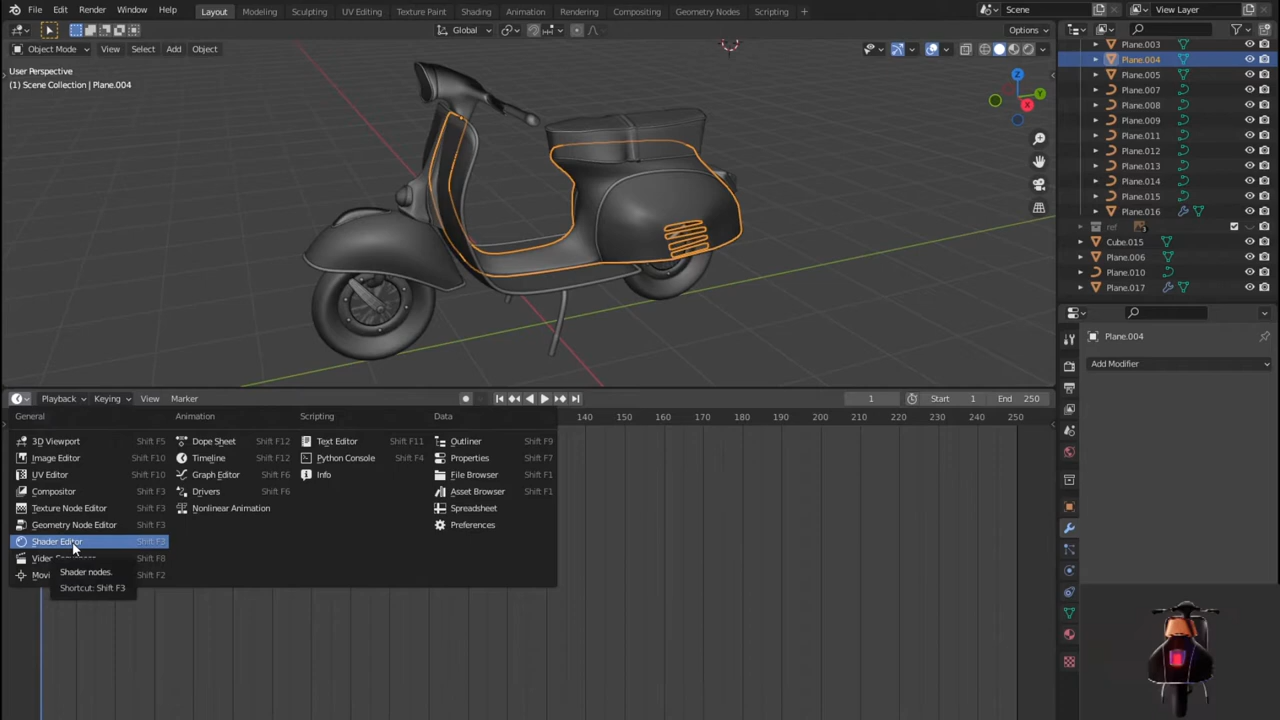 File Edit Render Window Help Layout Modeling Sculpting UV Editing Texture Paint Shading Animation Rendering Compositing Geometry Nodes Scripting + Scene View Layer
Global Options
Object Mode View Select Add Object
User Perspective
(1) Scene Collection | Plane.004
Z
Y
X
Plane.003
Plane.004
Plane.005
Plane.007
Plane.008
Plane.009
Plane.011
Plane.012
Plane.013
Plane.014
Plane.015
Plane.016
ref
Cube.015
Plane.006
Plane.010
Plane.017
Plane.004
Add Modifier
Playback Keying View Marker 1 Start 1 End 250
140 150 160 170 180 190 200 210 220 230 240 250
General Animation Scripting Data
3D Viewport Shift F5 Dope Sheet Shift F12 Text Editor Shift F11 Outliner Shift F9
Image Editor Shift F10 Timeline Shift F12 Python Console Shift F4 Properties Shift F7
UV Editor Shift F10 Graph Editor Shift F6 Info File Browser Shift F1
Compositor Shift F3 Drivers Shift F6 Asset Browser Shift F1
Texture Node Editor Shift F3 Nonlinear Animation Spreadsheet
Geometry Node Editor Shift F3 Preferences
Shader Editor Shift F3
Video Shift F8
Movi Shift F2
Shader nodes.
Shortcut: Shift F3